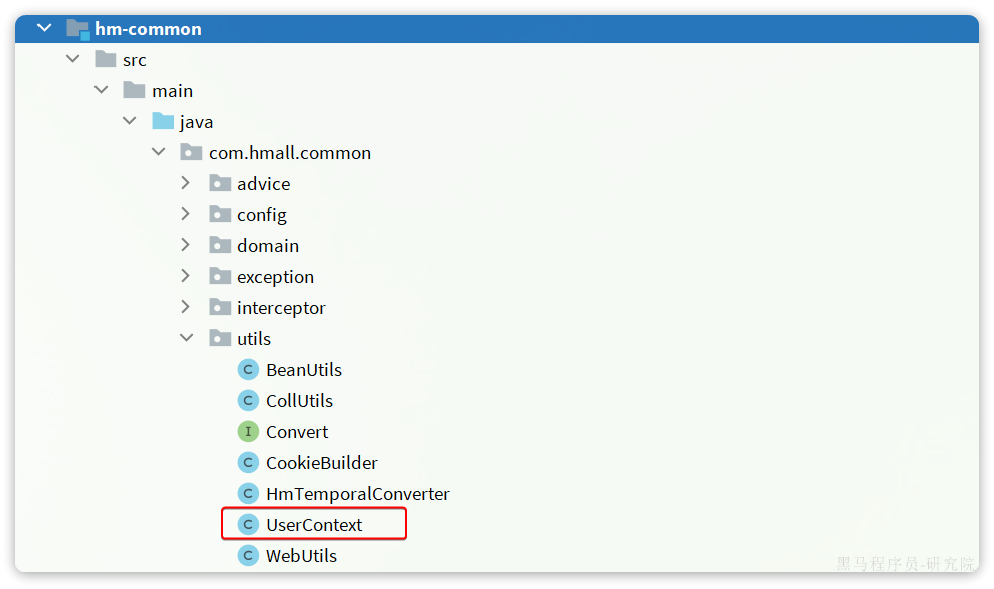 hm-common
src
main
java
com.hmall.common
advice
config
domain
exception
interceptor
utils
C BeanUtils
C CollUtils
I Convert
C CookieBuilder
C HmTemporalConverter
C UserContext
C WebUtils
黑马程序员-研究院